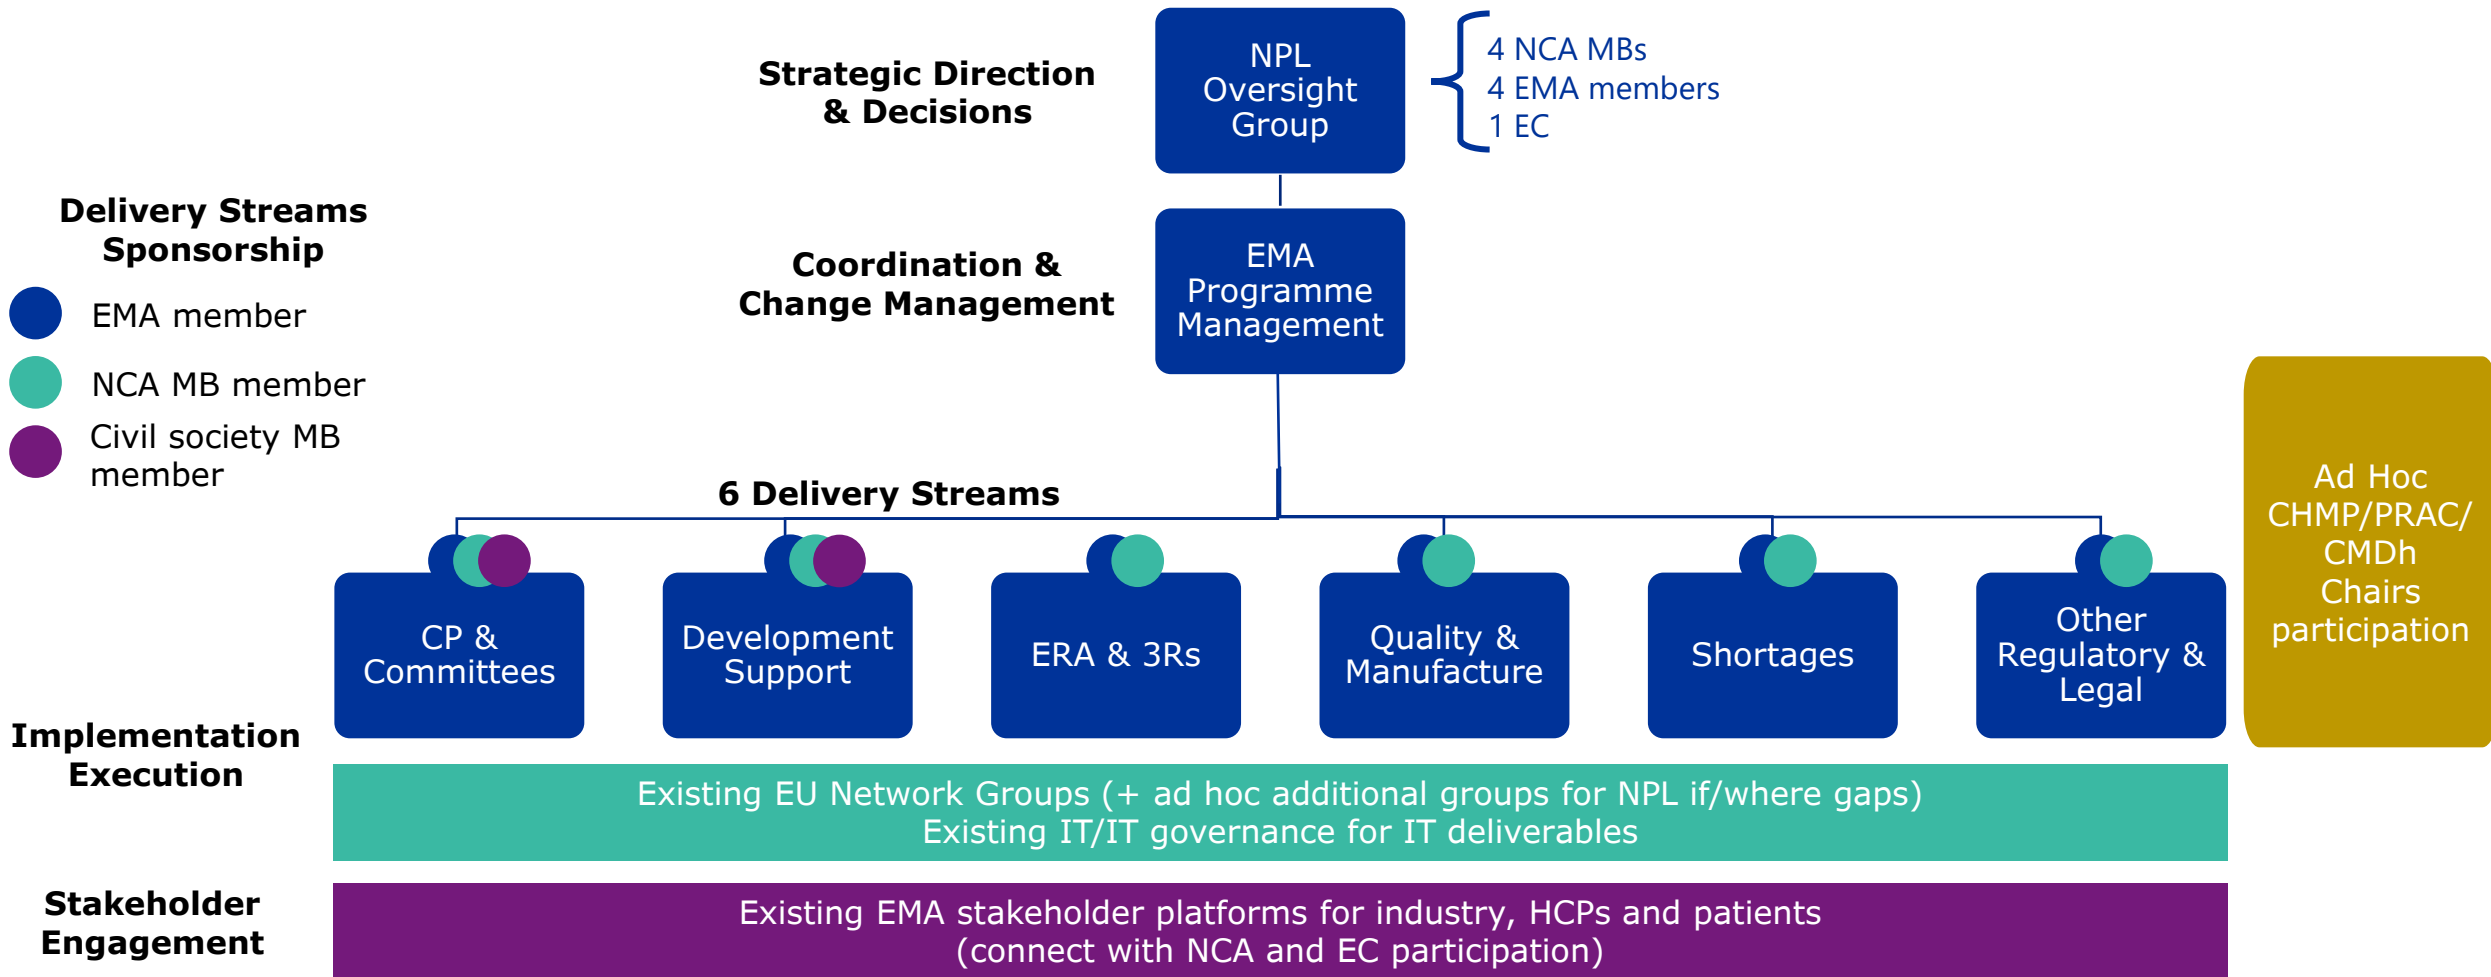 Strategic Direction
& Decisions
NPL
Oversight
Group
4 NCA MBs
4 EMA members
1 EC
Delivery Streams
Sponsorship
EMA member
NCA MB member
Civil society MB
member
Coordination &
Change Management
EMA
Programme
Management
6 Delivery Streams
CP &
Committees
Development
Support
ERA & 3Rs
Quality &
Manufacture
Shortages
Other
Regulatory &
Legal
Ad Hoc
CHMP/PRAC/
CMDh
Chairs
participation
Implementation
Execution
Existing EU Network Groups (+ ad hoc additional groups for NPL if/where gaps)
Existing IT/IT governance for IT deliverables
Stakeholder
Engagement
Existing EMA stakeholder platforms for industry, HCPs and patients
(connect with NCA and EC participation)